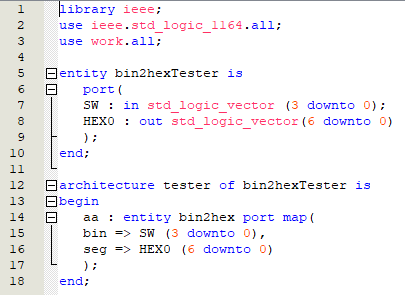 1 library ieee;
2 use ieee.std_logic_1164.all;
3 use work.all;
4
5 entity bin2hexTester is
6 port(
7 SW : in std_logic_vector (3 downto 0);
8 HEX0 : out std_logic_vector(6 downto 0)
9 );
10 end;
11
12 architecture tester of bin2hexTester is
13 begin
14 aa : entity bin2hex port map(
15 bin => SW (3 downto 0),
16 seg => HEX0 (6 downto 0)
17 );
18 end;